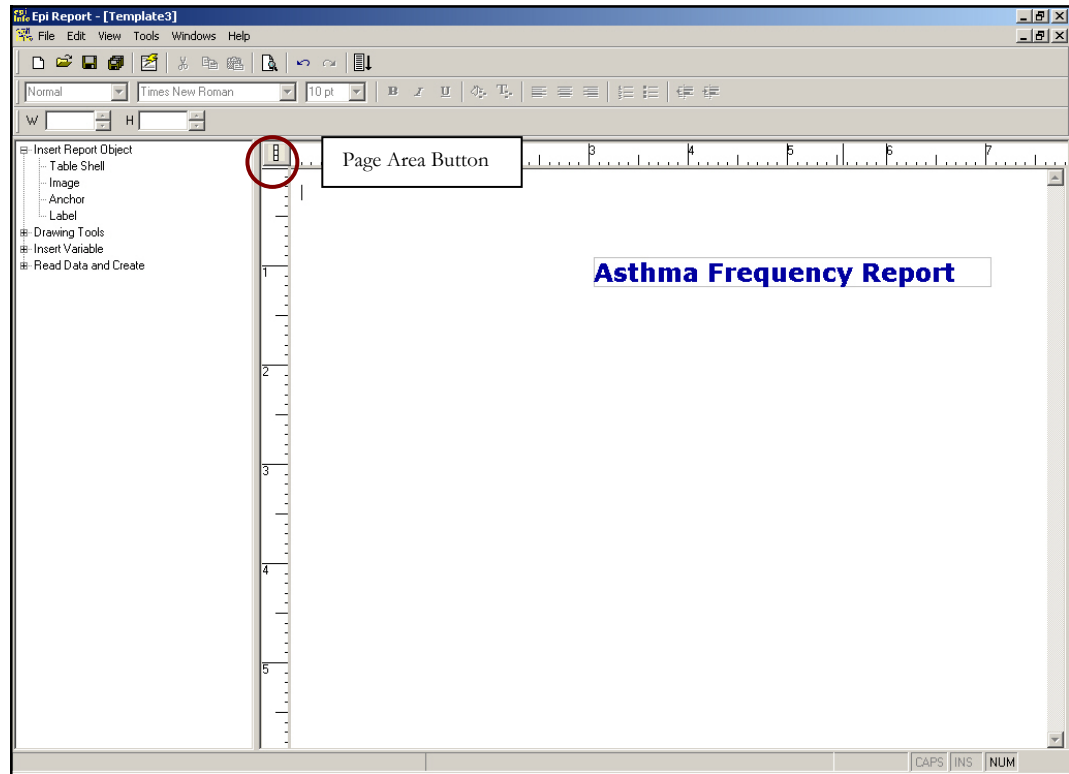 Epi Info Epi Report - [Template3]
File Edit View Tools Windows Help
Normal Times New Roman 10 pt B I U
W H
Insert Report Object
Table Shell
Image
Anchor
Label
Drawing Tools
Insert Variable
Read Data and Create
Page Area Button
3 4 5 6 7
Asthma Frequency Report
1
2
3
4
5
CAPS INS NUM